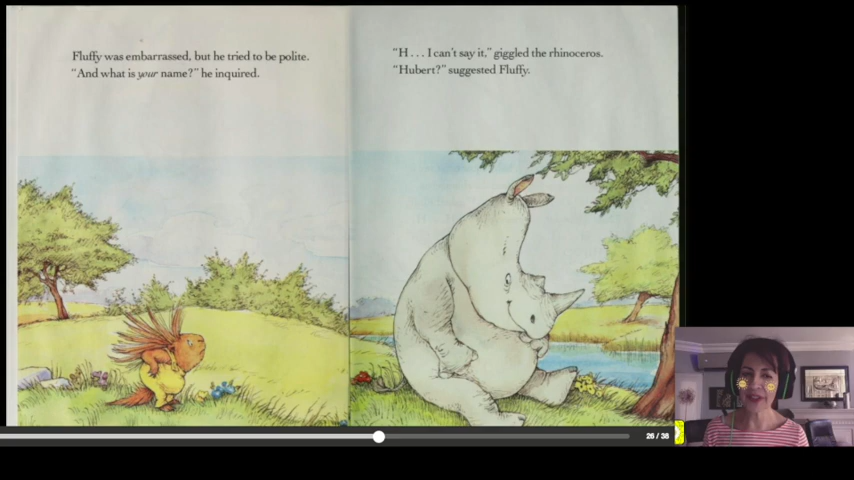 Fluffy was embarrassed, but he tried to be polite.
"And what is your name?" he inquired.
"H . . . I can't say it," giggled the rhinoceros.
"Hubert?" suggested Fluffy.
26 / 38